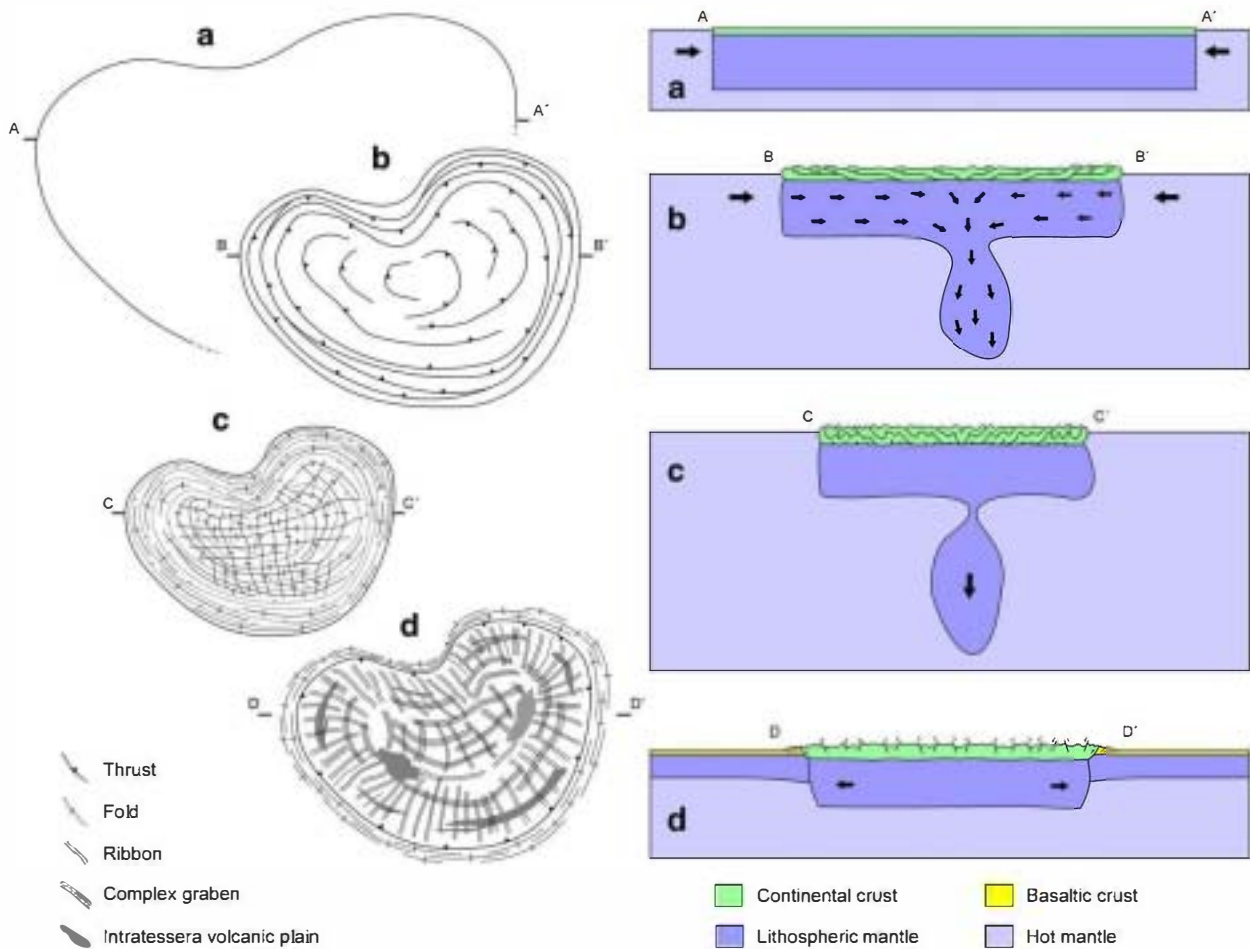 a
A
A´
b
B
B´
c
C
C´
d
D
D´
Thrust
Fold
Ribbon
Complex graben
Intratessera volcanic plain
A
A´
a
B
B´
b
C
C´
c
D
D´
d
Continental crust
Basaltic crust
Lithospheric mantle
Hot mantle